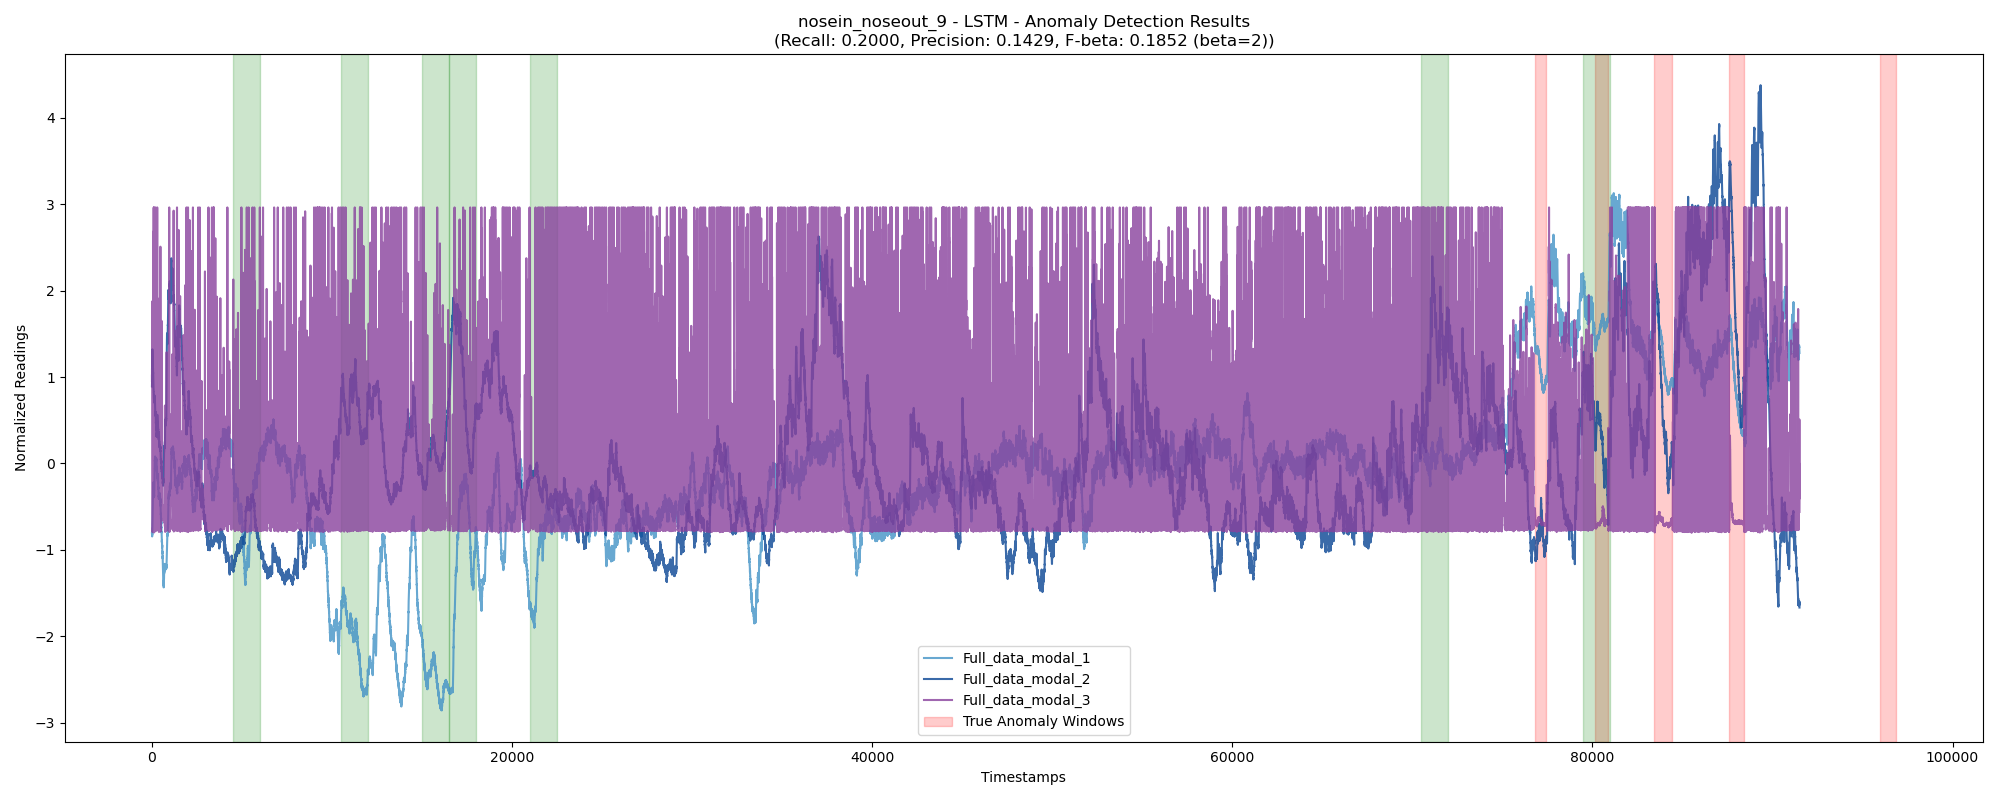 nosein_noseout_9 - LSTM - Anomaly Detection Results
(Recall: 0.2000, Precision: 0.1429, F-beta: 0.1852 (beta=2))
Normalized Readings
4
3
2
1
0
−1
−2
−3
Full_data_modal_1
Full_data_modal_2
Full_data_modal_3
True Anomaly Windows
0 20000 40000 60000 80000 100000
Timestamps